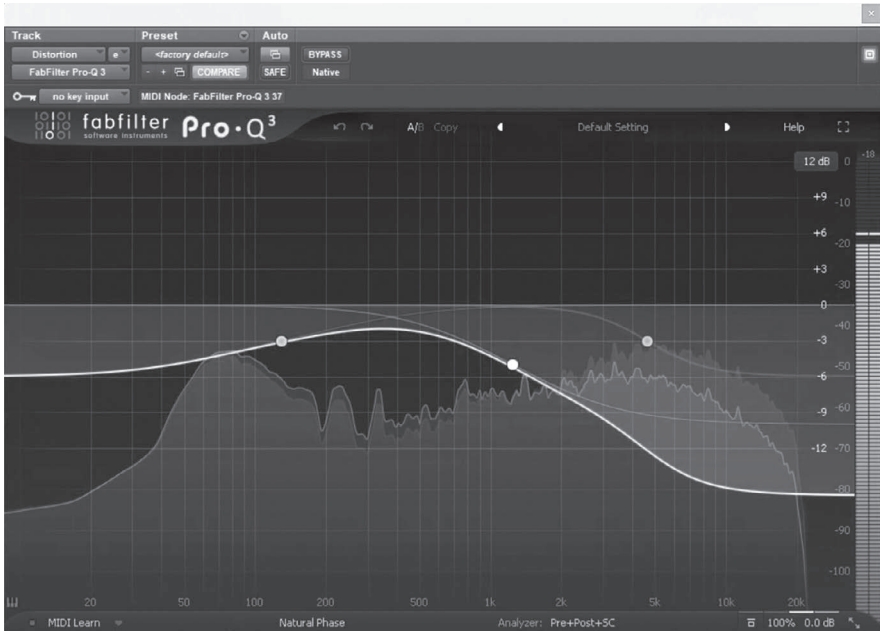 Track Preset Auto
Distortion e <factory default> BYPASS
FabFilter Pro-Q 3 - + COMPARE SAFE Native
no key input MIDI Node: FabFilter Pro-Q 3 37
fabfilter software instruments Pro·Q³ A/B Copy Default Setting Help
12 dB 0 -18
+9 -10
+6 -20
+3 -30
0 -40
-3 -50
-6 -60
-9 -70
-12 -80
-90
-100
20 50 100 200 500 1k 2k 5k 10k 20k
MIDI Learn Natural Phase Analyzer: Pre+Post+SC 100% 0.0 dB